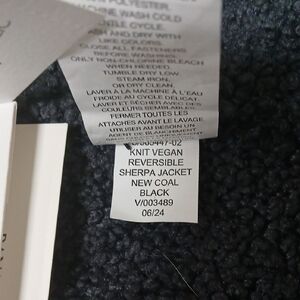 POLYESTER.
MACHINE WASH COLD
GENTLE CYCLE.
WASH AND DRY WITH
LIKE COLORS.
CLOSE ALL FASTENERS
BEFORE WASHING.
ONLY NON-CHLORINE BLEACH
WHEN NEEDED.
TUMBLE DRY LOW
STEAM IRON,
OR DRY CLEAN.
LAVER À LA MACHINE À L'EAU
FROIDE AU CYCLE DÉLICAT.
LAVER ET SÉCHER AVEC DES
COULEURS SEMBLABLES.
FERMER TOUTES LES
ATTACHES AVANT LE LAVAGE.
UTILISER AU BESOIN UN
AGENT DE BLANCHIMENT
KNIT VEGAN
REVERSIBLE
SHERPA JACKET
NEW COAL
BLACK
V/003489
06/24